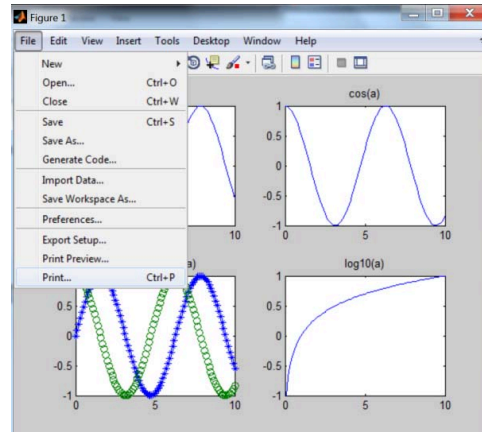 Figure 1
File Edit View Insert Tools Desktop Window Help
New
Open... Ctrl+O
Close Ctrl+W
Save Ctrl+S
Save As...
Generate Code...
Import Data...
Save Workspace As...
Preferences...
Export Setup...
Print Preview...
Print... Ctrl+P
10
cos(a)
1
0.5
0
-0.5
-1
0 5 10
a)
0.5
0
-0.5
-1
0 5 10
log10(a)
1
0.5
0
-0.5
-1
0 5 10